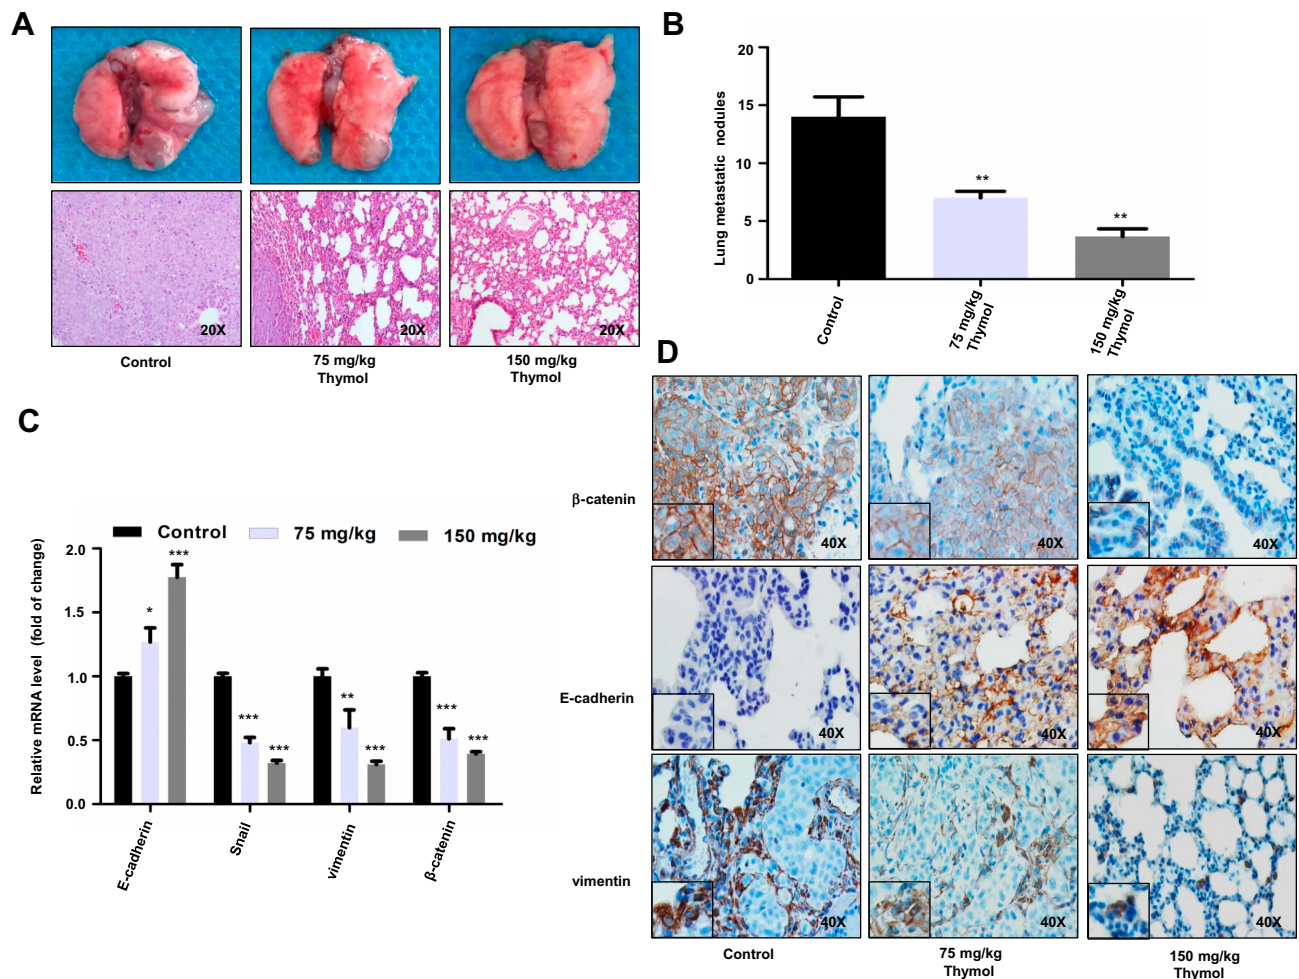 A
20X
20X
20X
Control
75 mg/kg
Thymol
150 mg/kg
Thymol
B
Lung metastatic nodules
20
15
10
5
0
**
**
Control
75 mg/kg
Thymol
150 mg/kg
Thymol
C
Control
75 mg/kg
150 mg/kg
Relative mRNA level (fold of change)
2.0
1.5
1.0
0.5
0.0
*
***
***
***
**
***
***
***
E-cadherin
Snail
vimentin
β-catenin
D
β-catenin
40X
40X
40X
E-cadherin
40X
40X
40X
vimentin
40X
40X
40X
Control
75 mg/kg
Thymol
150 mg/kg
Thymol